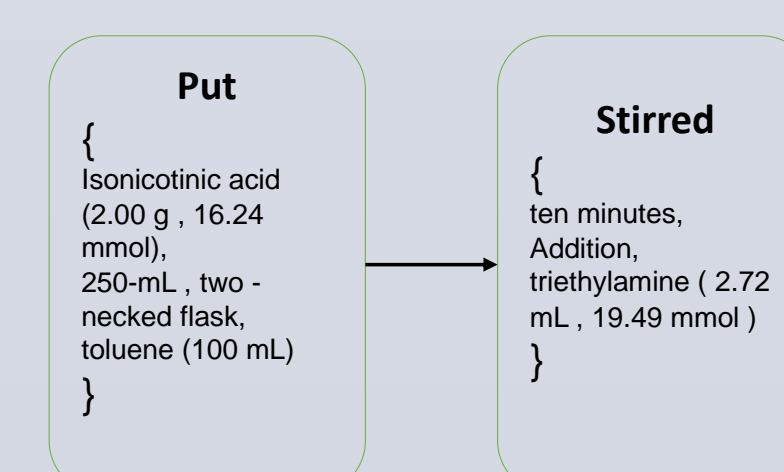 Put
{
Isonicotinic acid
(2.00 g , 16.24
mmol),
250-mL , two -
necked flask,
toluene (100 mL)
}
Stirred
{
ten minutes,
Addition,
triethylamine ( 2.72
mL , 19.49 mmol )
}